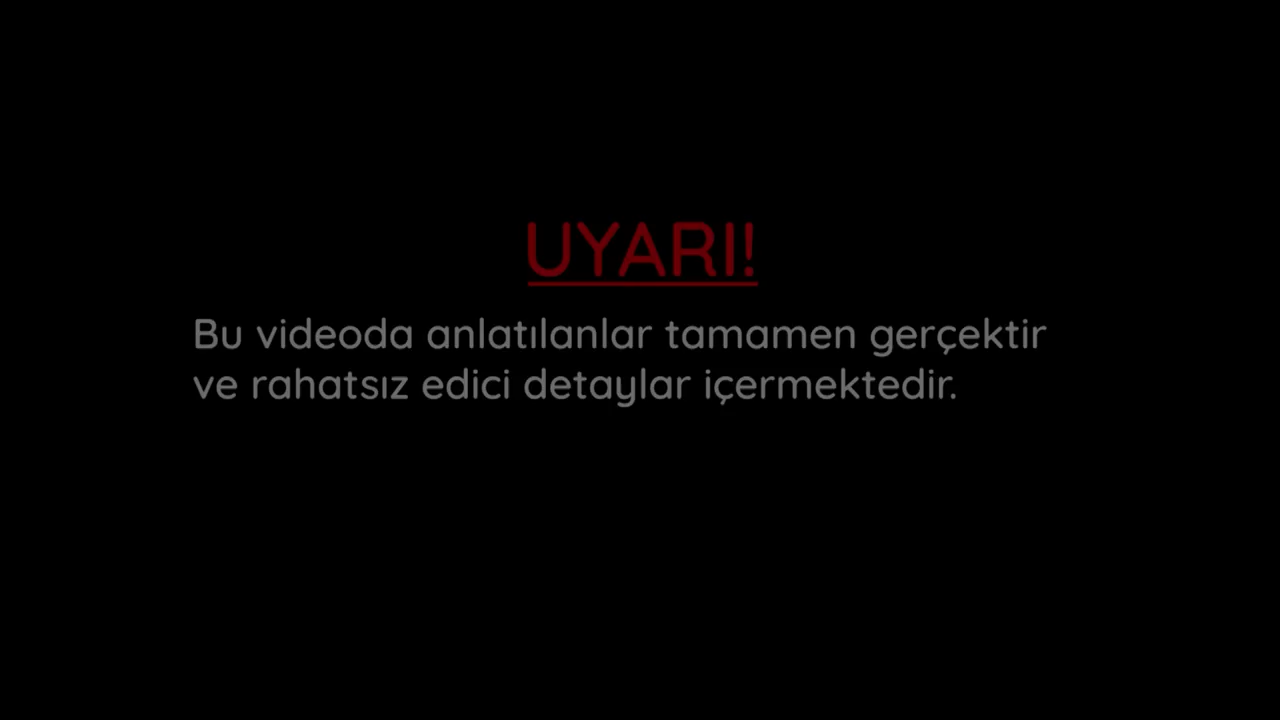 UYARI!
Bu videoda anlatılanlar tamamen gerçektir
ve rahatsız edici detaylar içermektedir.